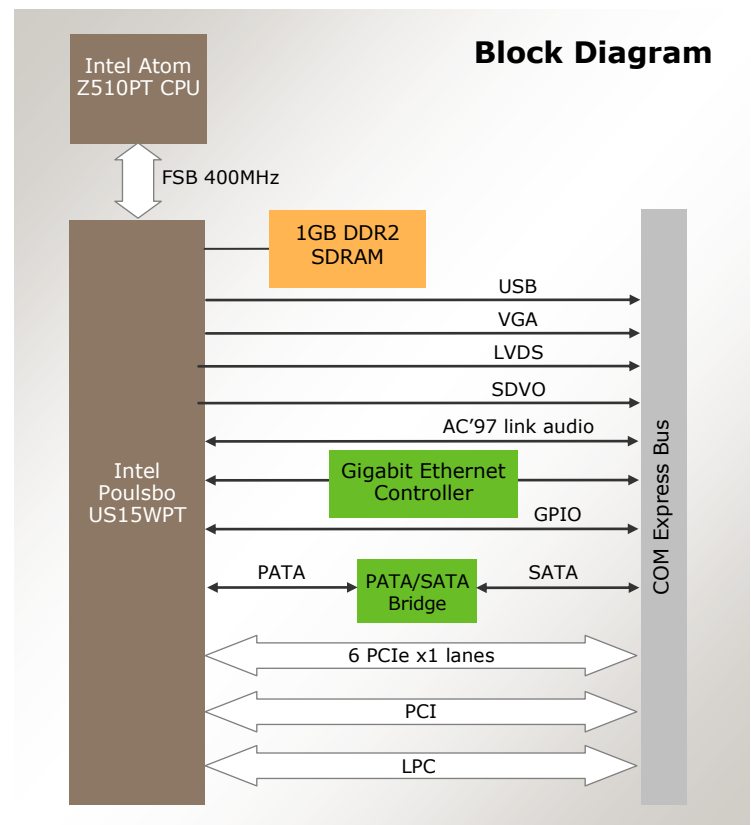 Block Diagram
Intel Atom
Z510PT CPU
FSB 400MHz
1GB DDR2
SDRAM
USB
VGA
LVDS
SDVO
AC’97 link audio
Intel
Poulsbo
US15WPT
Gigabit Ethernet
Controller
GPIO
PATA
PATA/SATA
Bridge
SATA
6 PCIe x1 lanes
PCI
LPC
COM Express Bus